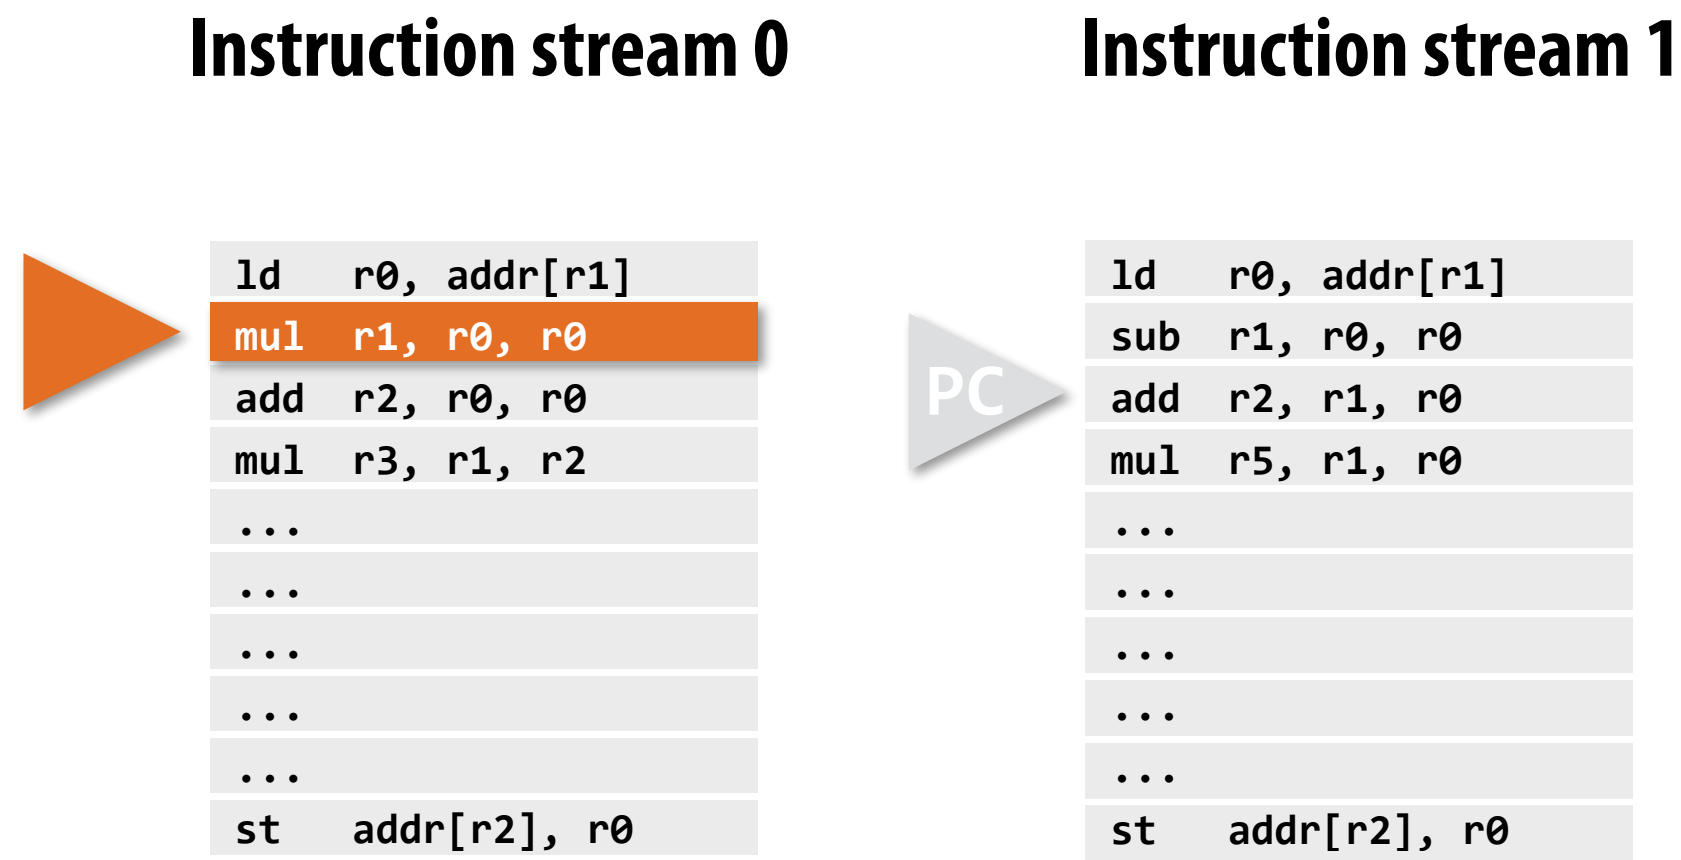 Instruction stream 0
ld r0, addr[r1]
mul r1, r0, r0
add r2, r0, r0
mul r3, r1, r2
...
...
...
...
...
st addr[r2], r0
Instruction stream 1
PC
ld r0, addr[r1]
sub r1, r0, r0
add r2, r1, r0
mul r5, r1, r0
...
...
...
...
...
st addr[r2], r0